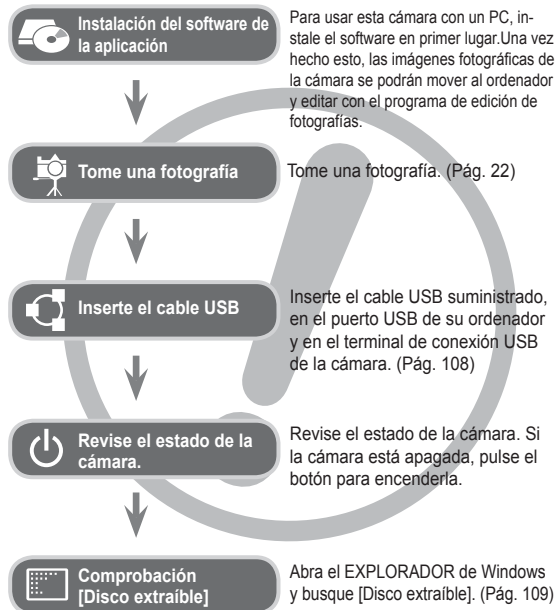 Instalación del software de
la aplicación
Para usar esta cámara con un PC, in-
stale el software en primer lugar.Una vez
hecho esto, las imágenes fotográficas de
la cámara se podrán mover al ordenador
y editar con el programa de edición de
fotografías.
Tome una fotografía
Tome una fotografía. (Pág. 22)
Inserte el cable USB
Inserte el cable USB suministrado,
en el puerto USB de su ordenador
y en el terminal de conexión USB
de la cámara. (Pág. 108)
Revise el estado de la
cámara.
Revise el estado de la cámara. Si
la cámara está apagada, pulse el
botón para encenderla.
Comprobación
[Disco extraíble]
Abra el EXPLORADOR de Windows
y busque [Disco extraíble]. (Pág. 109)